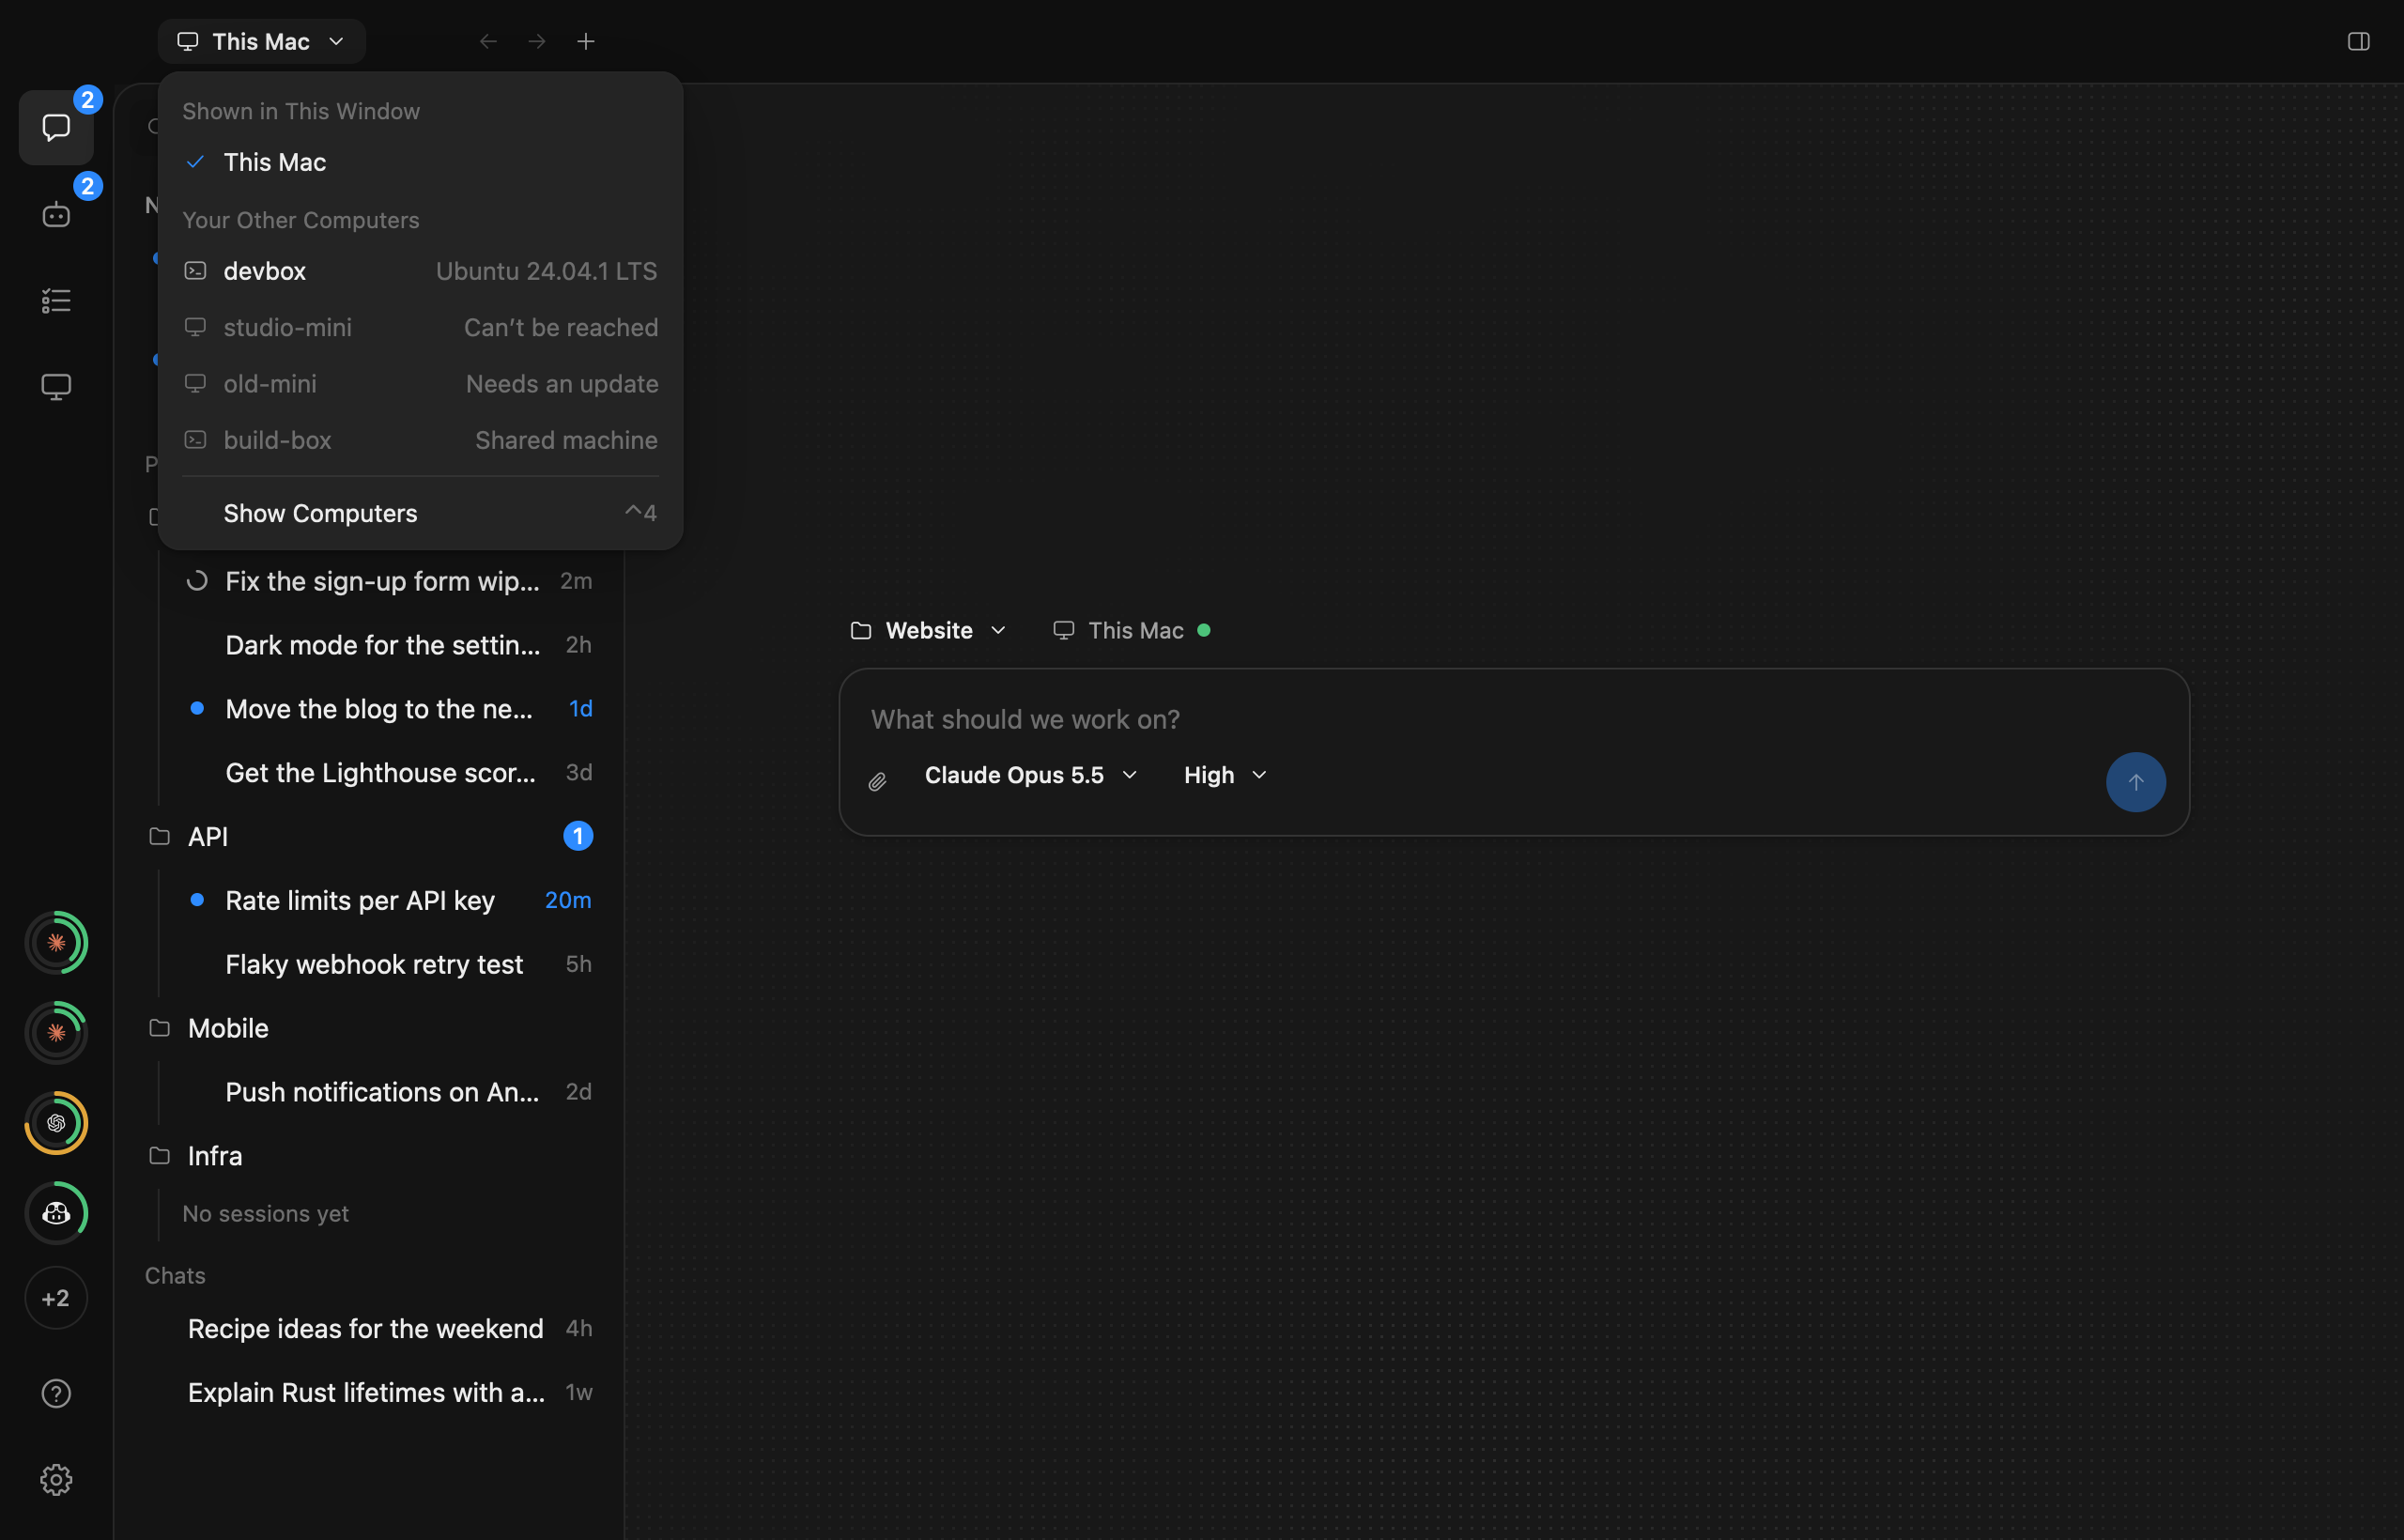 This Mac
2
Shown in This Window
This Mac
2
N
Your Other Computers
devbox Ubuntu 24.04.1 LTS
studio-mini Can’t be reached
old-mini Needs an update
build-box Shared machine
P
Show Computers ^4
Fix the sign-up form wip... 2m
Website This Mac
Dark mode for the settin... 2h
Move the blog to the ne... 1d
What should we work on?
Get the Lighthouse scor... 3d
Claude Opus 5.5 High
API 1
Rate limits per API key 20m
Flaky webhook retry test 5h
Mobile
Push notifications on An... 2d
Infra
No sessions yet
Chats
+2
Recipe ideas for the weekend 4h
Explain Rust lifetimes with a... 1w